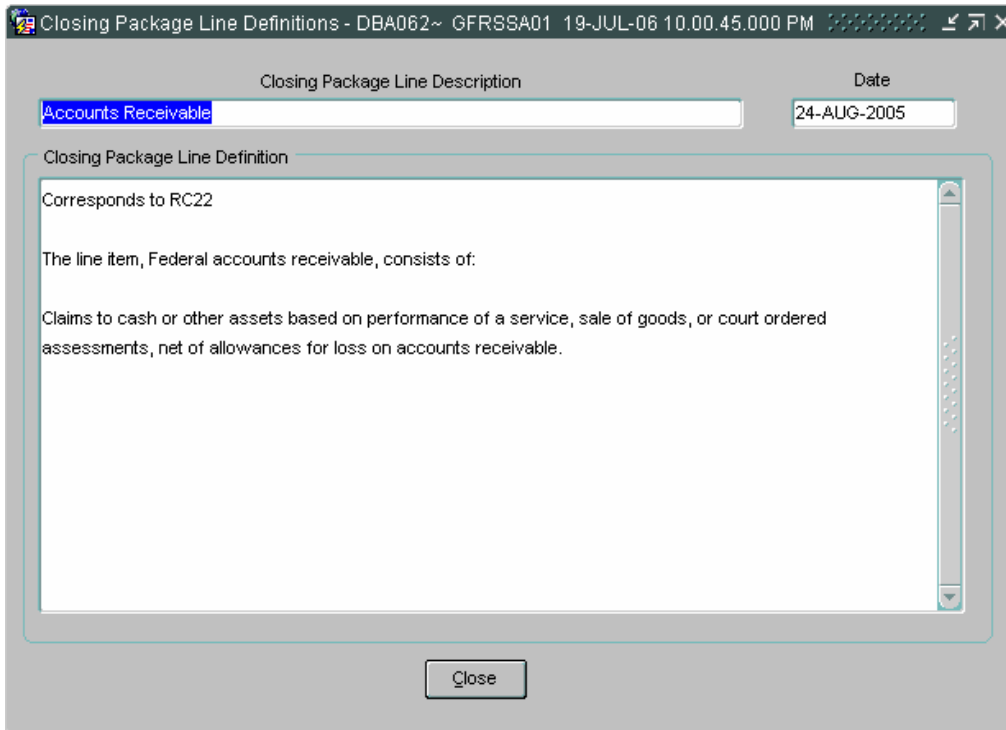 Closing Package Line Definitions - DBA062~ GFRSSA01 19-JUL-06 10.00.45.000 PM
Closing Package Line Description
Date
Accounts Receivable
24-AUG-2005
Closing Package Line Definition
Corresponds to RC22
The line item, Federal accounts receivable, consists of:
Claims to cash or other assets based on performance of a service, sale of goods, or court ordered
assessments, net of allowances for loss on accounts receivable.
Close